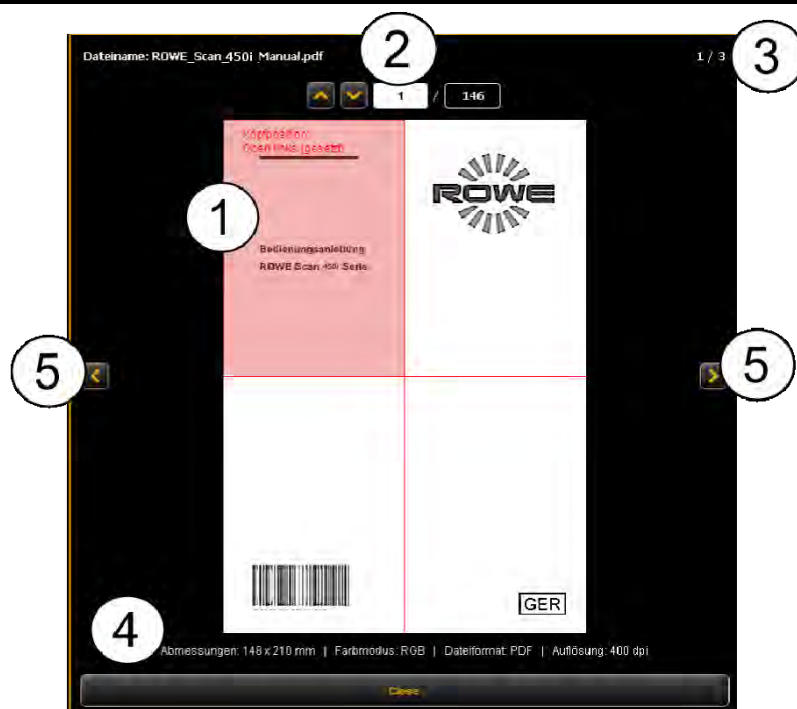 2
3
Dateiname: ROWE_Scan_450i_Manual.pdf
1 / 3
1 / 146
Kopfposition:
Oben links (gesetzt)
ROWE
1
Bedienungsanleitung
ROWE Scan 450i Serie
5
5
GER
4
Abmessungen: 148 x 210 mm | Farbmodus: RGB | Dateiformat: PDF | Auflösung: 400 dpi
Close